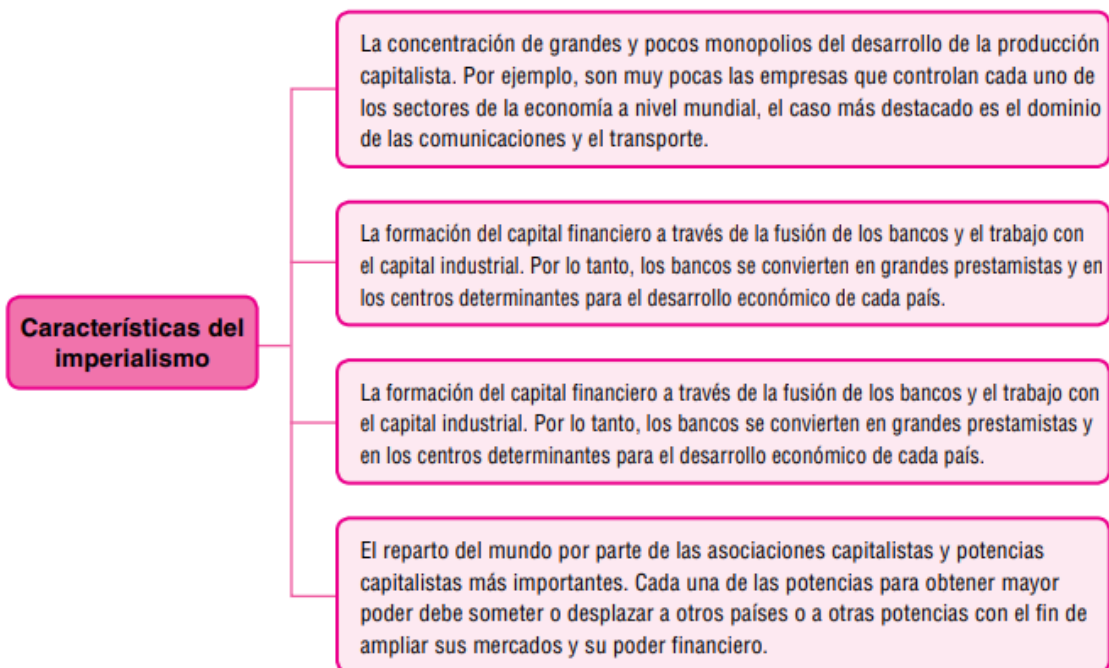 La concentración de grandes y pocos monopolios del desarrollo de la producción
capitalista. Por ejemplo, son muy pocas las empresas que controlan cada uno de
los sectores de la economía a nivel mundial, el caso más destacado es el dominio
de las comunicaciones y el transporte.
La formación del capital financiero a través de la fusión de los bancos y el trabajo con
el capital industrial. Por lo tanto, los bancos se convierten en grandes prestamistas y en
los centros determinantes para el desarrollo económico de cada país.
Características del
imperialismo
La formación del capital financiero a través de la fusión de los bancos y el trabajo con
el capital industrial. Por lo tanto, los bancos se convierten en grandes prestamistas y
en los centros determinantes para el desarrollo económico de cada país.
El reparto del mundo por parte de las asociaciones capitalistas y potencias
capitalistas más importantes. Cada una de las potencias para obtener mayor
poder debe someter o desplazar a otros países o a otras potencias con el fin de
ampliar sus mercados y su poder financiero.